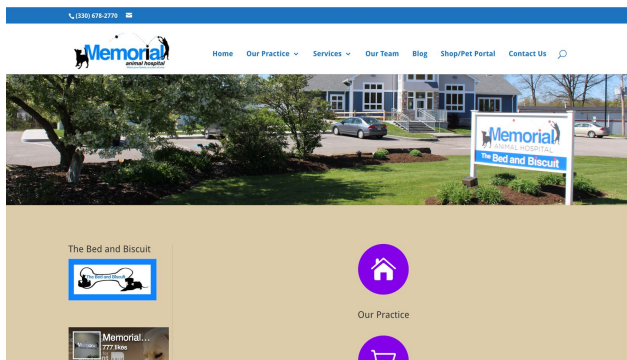 (330) 678-2770
Memorial
animal hospital
Home
Our Practice
Services
Our Team
Blog
Shop/Pet Portal
Contact Us
Memorial
ANIMAL HOSPITAL
The Bed and Biscuit
The Bed and Biscuit
The Bed and Biscuit
Memorial...
777 likes
Our Practice